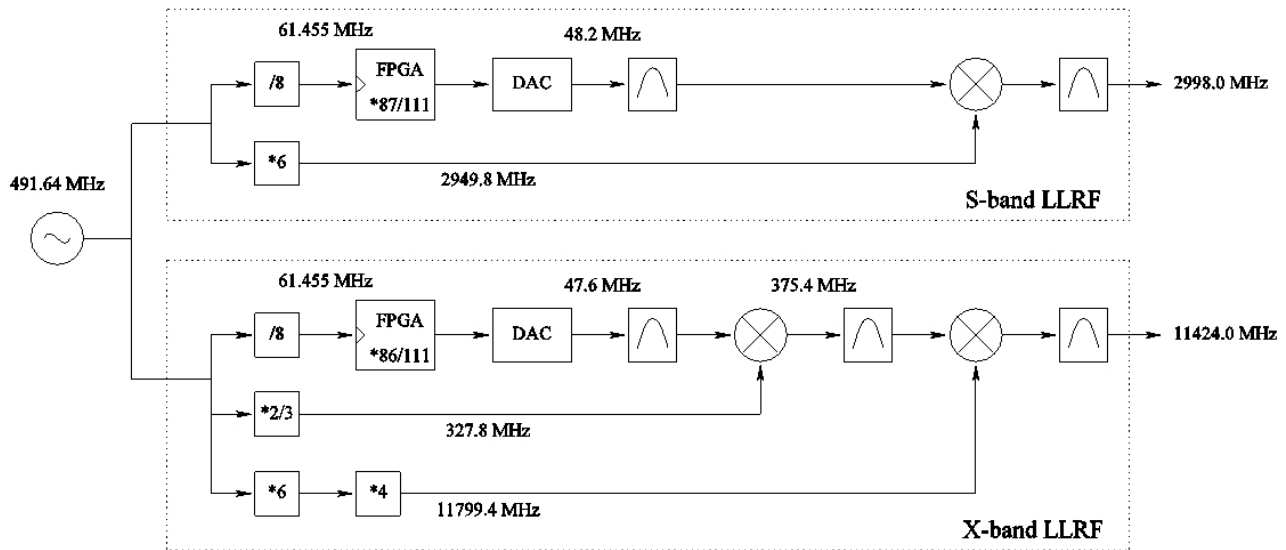 61.455 MHz
48.2 MHz
/8
FPGA
*87/111
DAC
2998.0 MHz
*6
2949.8 MHz
S-band LLRF
491.64 MHz
61.455 MHz
47.6 MHz
375.4 MHz
/8
FPGA
*86/111
DAC
11424.0 MHz
*2/3
327.8 MHz
*6
*4
11799.4 MHz
X-band LLRF